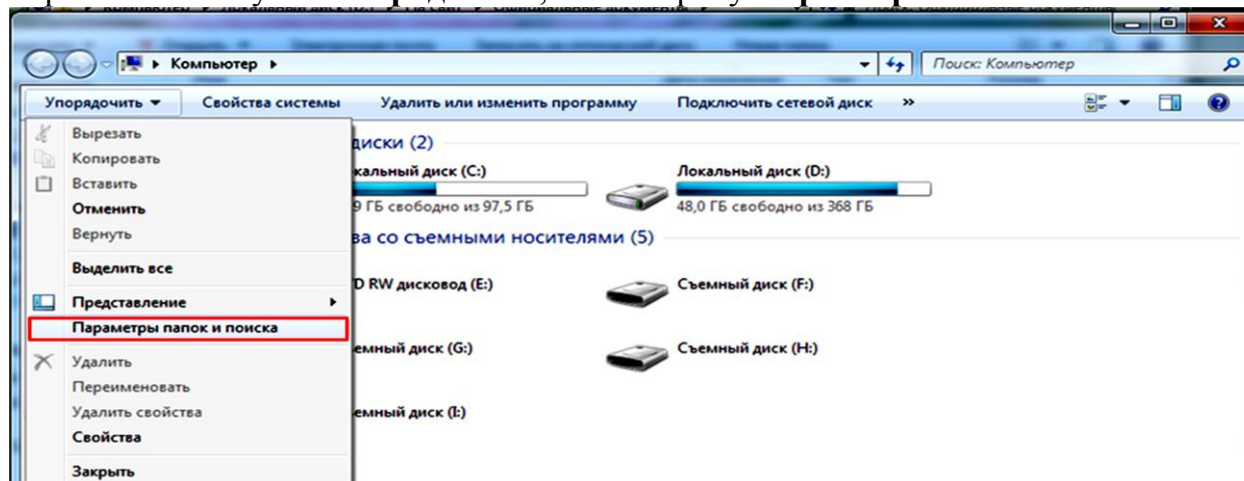 Компьютер
Поиск: Компьютер
Упорядочить Свойства системы Удалить или изменить программу Подключить сетевой диск »
Вырезать
Копировать
Вставить
Отменить
Вернуть
Выделить все
Представление
Параметры папок и поиска
Удалить
Переименовать
Удалить свойства
Свойства
Закрыть
диски (2)
кальный диск (C:)
9 ГБ свободно из 97,5 ГБ
Локальный диск (D:)
48,0 ГБ свободно из 368 ГБ
ва со съемными носителями (5)
D RW дисковод (E:)
Съемный диск (F:)
емный диск (G:)
Съемный диск (H:)
емный диск (I:)